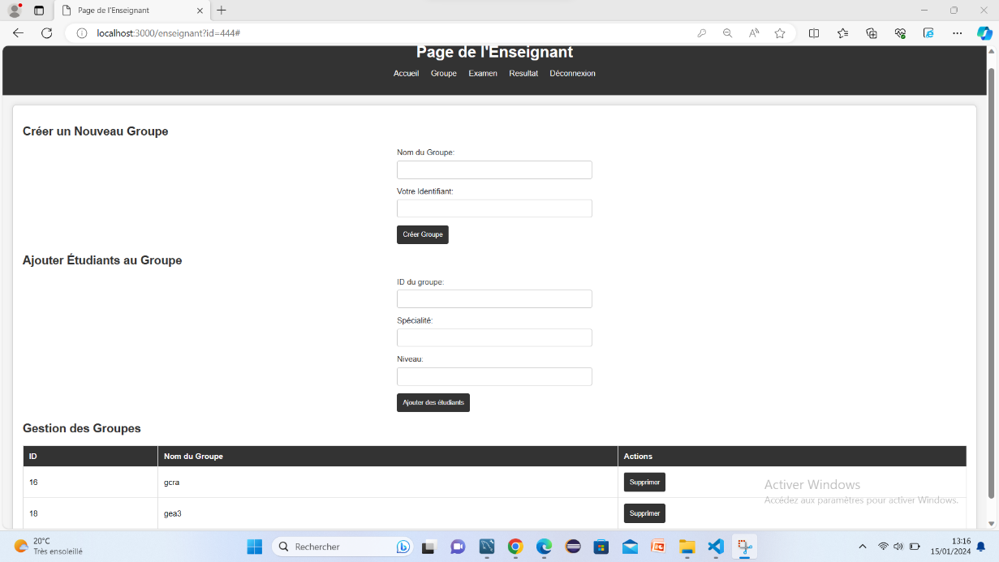 Page de l'Enseignant
localhost:3000/enseignant?id=444#
Page de l'Enseignant
Accueil Groupe Examen Resultat Déconnexion
Créer un Nouveau Groupe
Nom du Groupe:
Votre Identifiant:
Créer Groupe
Ajouter Étudiants au Groupe
ID du groupe:
Spécialité:
Niveau:
Ajouter des étudiants
Gestion des Groupes
ID Nom du Groupe Actions
16 gcra Supprimer
Activer Windows
Accédez aux paramètres pour activer Windows.
18 gea3 Supprimer
20°C
Très ensoleillé
Rechercher
13:16
15/01/2024